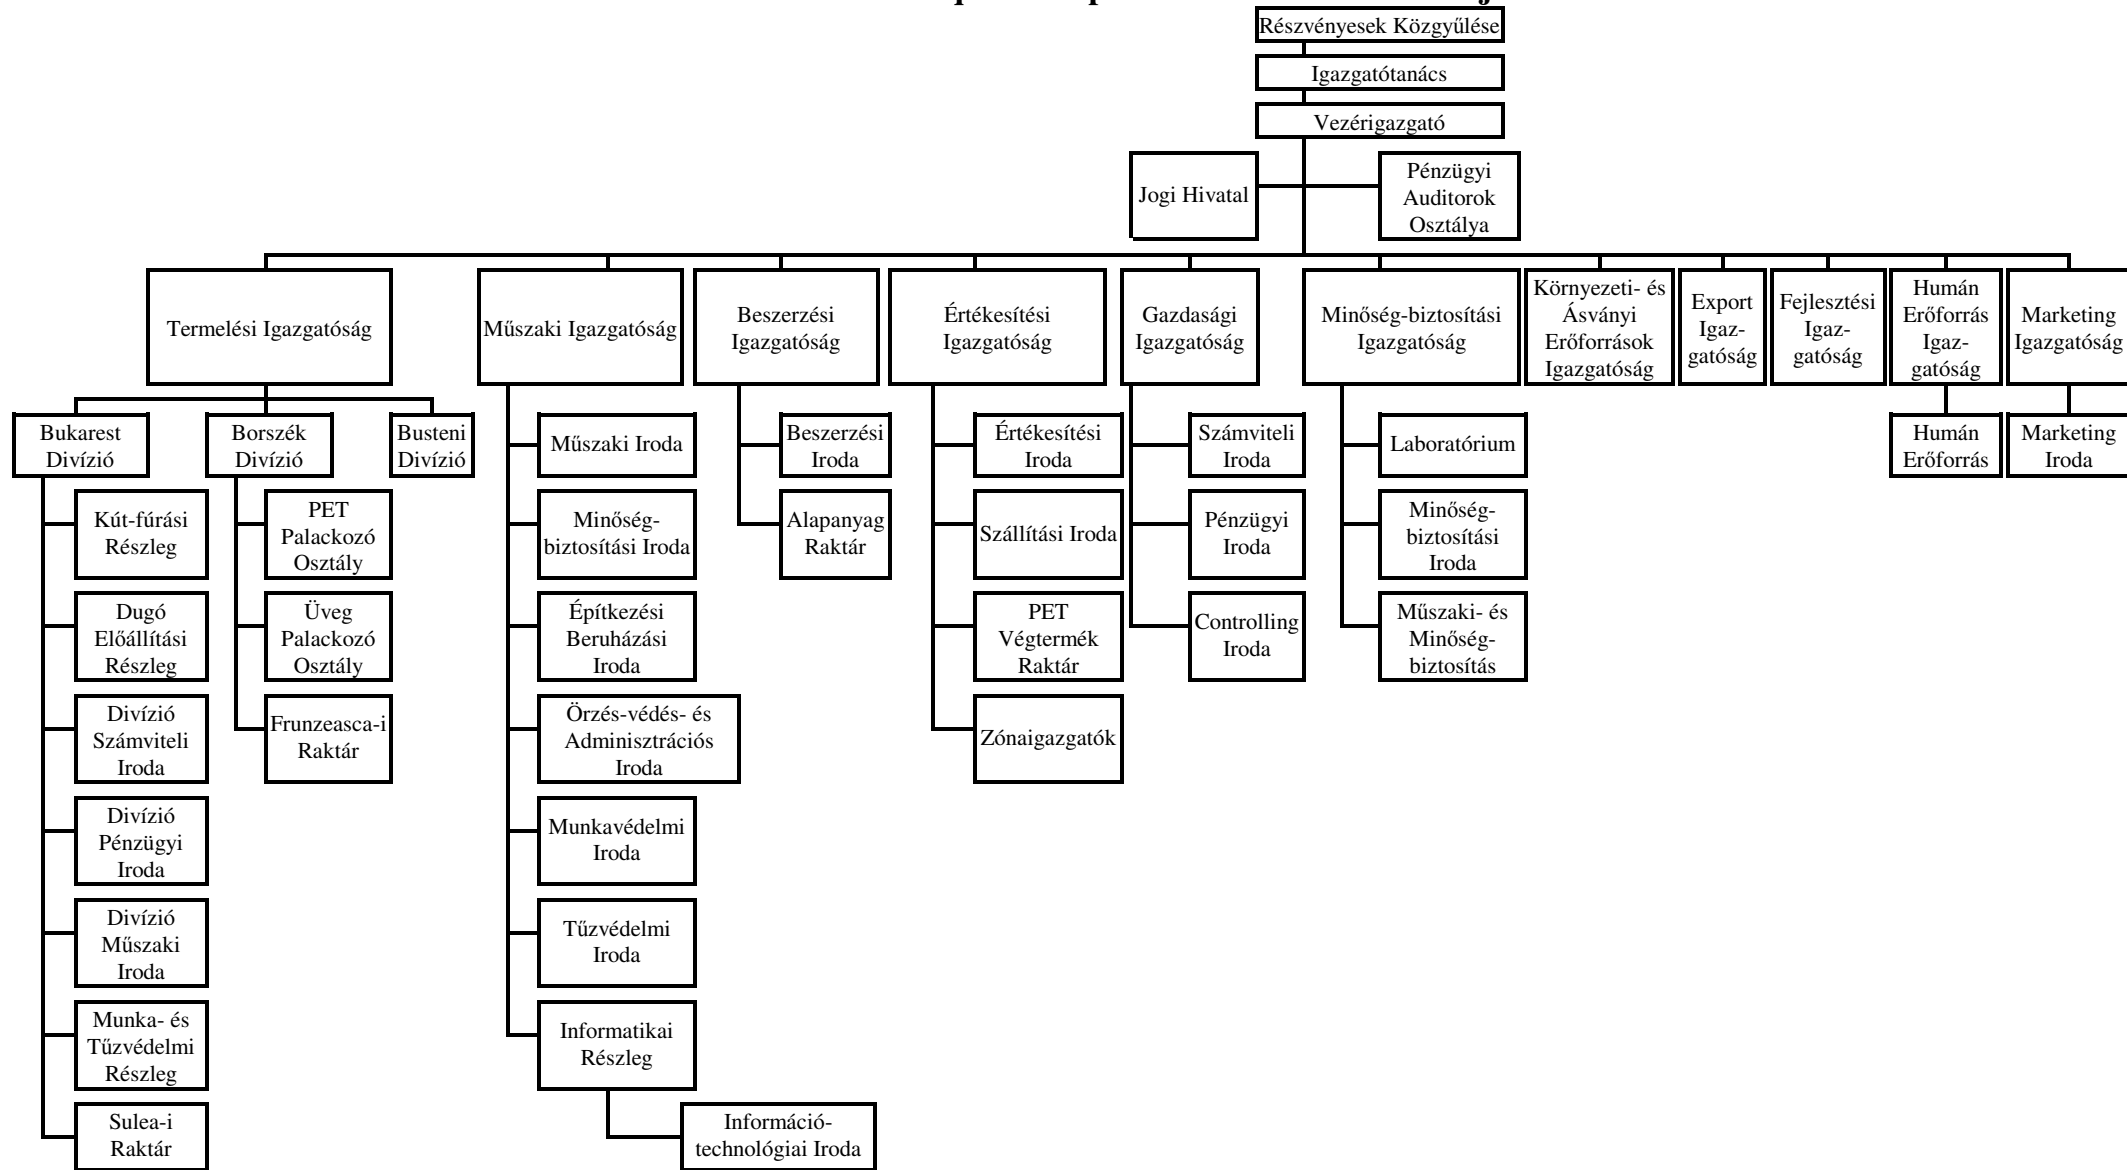 Részvényesek Közgyűlése
Igazgatótanács
Vezérigazgató
Jogi Hivatal
Pénzügyi
Auditorok
Osztálya
Termelési Igazgatóság
Műszaki Igazgatóság
Beszerzési
Igazgatóság
Értékesítési
Igazgatóság
Gazdasági
Igazgatóság
Minőség-biztosítási
Igazgatóság
Környezeti- és
Ásványi
Erőforrások
Igazgatóság
Export
Igaz-
gatóság
Fejlesztési
Igaz-
gatóság
Humán
Erőforrás
Igaz-
gatóság
Marketing
Igazgatóság
Bukarest
Divízió
Borszék
Divízió
Busteni
Divízió
Kút-fúrási
Részleg
Dugó
Előállítási
Részleg
Divízió
Számviteli
Iroda
Divízió
Pénzügyi
Iroda
Divízió
Műszaki
Iroda
Munka- és
Tűzvédelmi
Részleg
Sulea-i
Raktár
PET
Palackozó
Osztály
Üveg
Palackozó
Osztály
Frunzeasca-i
Raktár
Műszaki Iroda
Minőség-
biztosítási Iroda
Építkezési
Beruházási
Iroda
Örzés-védés- és
Adminisztrációs
Iroda
Munkavédelmi
Iroda
Tűzvédelmi
Iroda
Informatikai
Részleg
Információ-
technológiai Iroda
Beszerzési
Iroda
Alapanyag
Raktár
Értékesítési
Iroda
Szállítási Iroda
PET
Végtermék
Raktár
Zónaigazgatók
Számviteli
Iroda
Pénzügyi
Iroda
Controlling
Iroda
Laboratórium
Minőség-
biztosítási
Iroda
Műszaki- és
Minőség-
biztosítás
Humán
Erőforrás
Marketing
Iroda